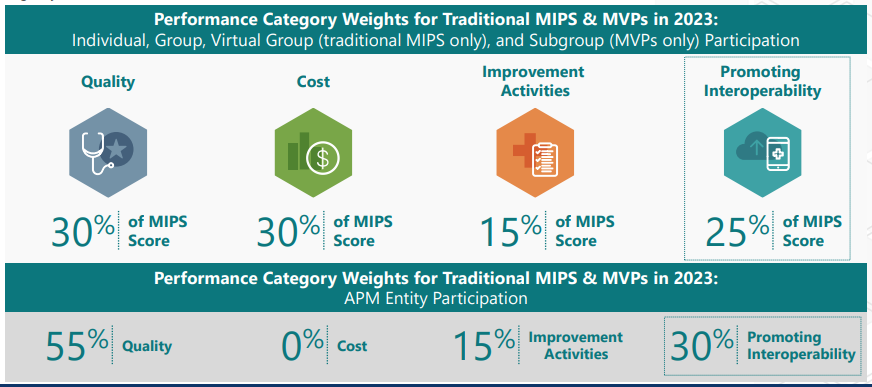 Performance Category Weights for Traditional MIPS & MVPs in 2023:
Individual, Group, Virtual Group (traditional MIPS only), and Subgroup (MVPs only) Participation
Quality
30% of MIPS Score
Cost
30% of MIPS Score
Improvement
Activities
15% of MIPS Score
Promoting
Interoperability
25% of MIPS Score
Performance Category Weights for Traditional MIPS & MVPs in 2023:
APM Entity Participation
55% Quality
0% Cost
15% Improvement
Activities
30% Promoting
Interoperability